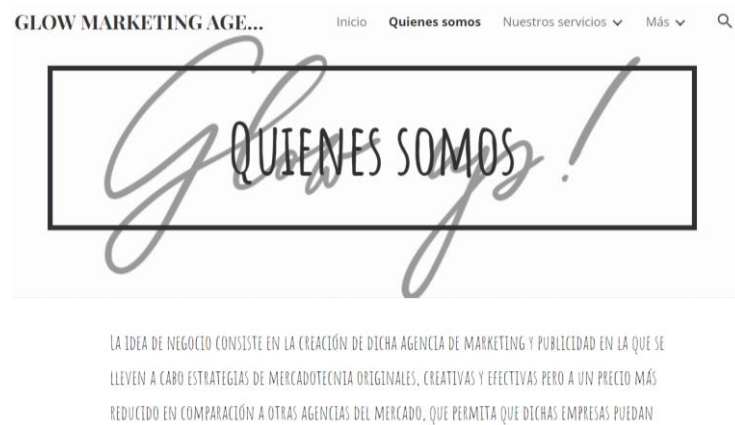 GLOW MARKETING AGE...
Inicio Quienes somos Nuestros servicios Más
Glow up!
QUIENES SOMOS
LA IDEA DE NEGOCIO CONSISTE EN LA CREACIÓN DE DICHA AGENCIA DE MARKETING Y PUBLICIDAD EN LA QUE SE
LLEVEN A CABO ESTRATEGIAS DE MERCADOTECNIA ORIGINALES, CREATIVAS Y EFECTIVAS PERO A UN PRECIO MÁS
REDUCIDO EN COMPARACIÓN A OTRAS AGENCIAS DEL MERCADO, QUE PERMITA QUE DICHAS EMPRESAS PUEDAN